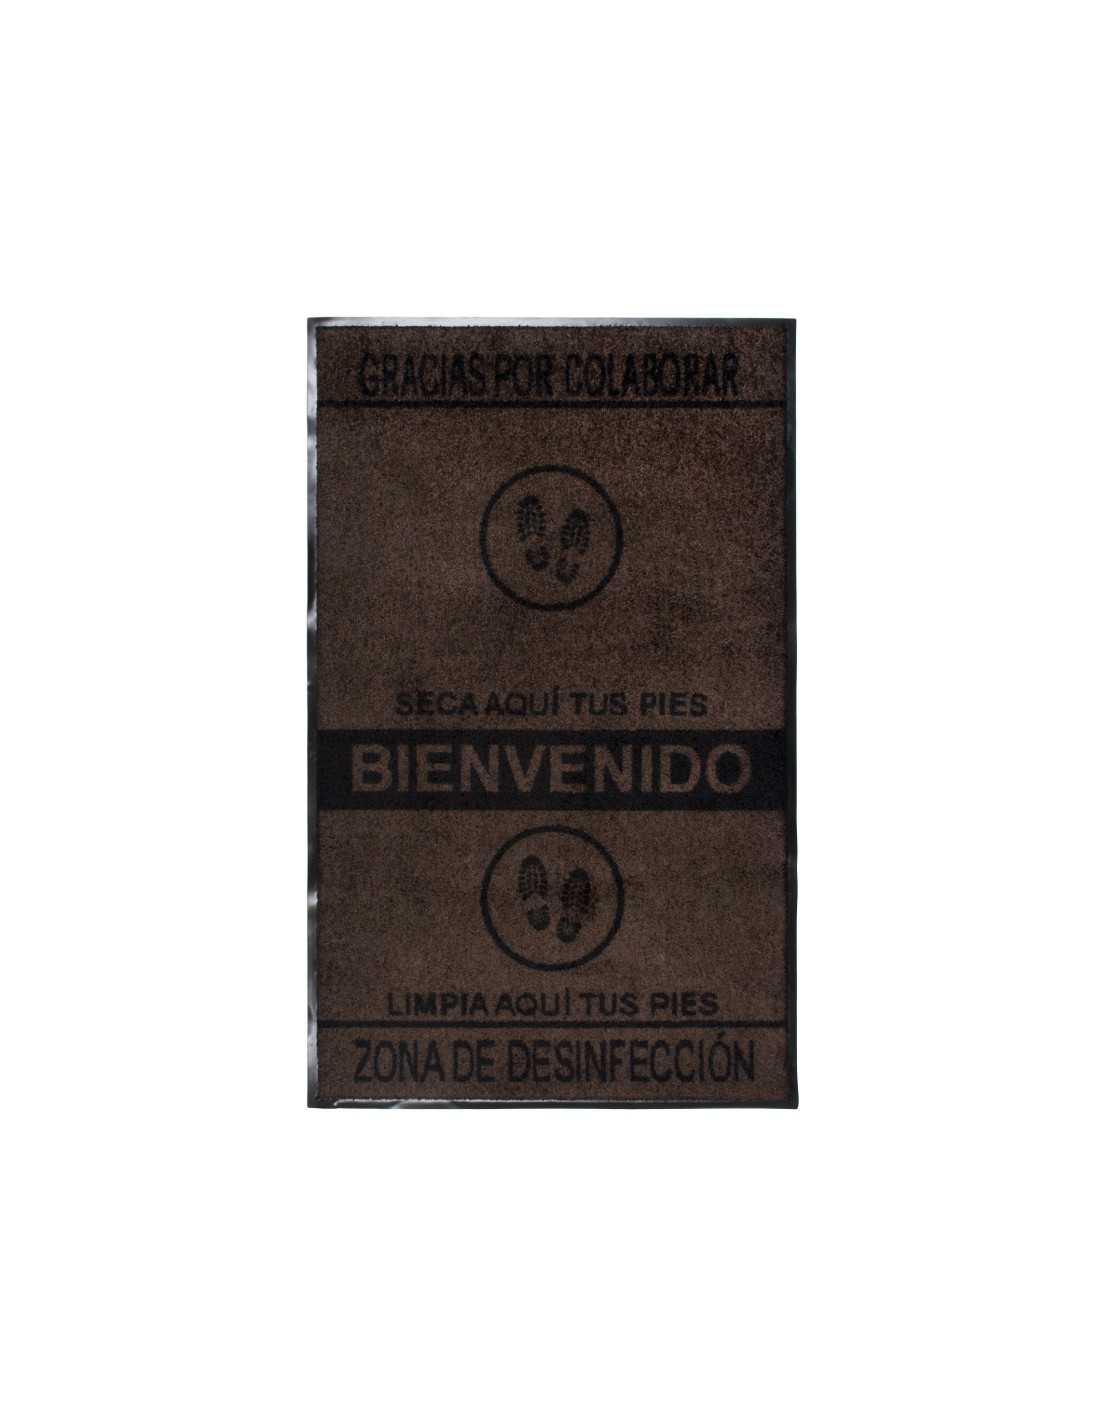 GRACIAS POR COLABORAR
SECA AQUÍ TUS PIES
BIENVENIDO
LIMPIA AQUÍ TUS PIES
ZONA DE DESINFECCIÓN